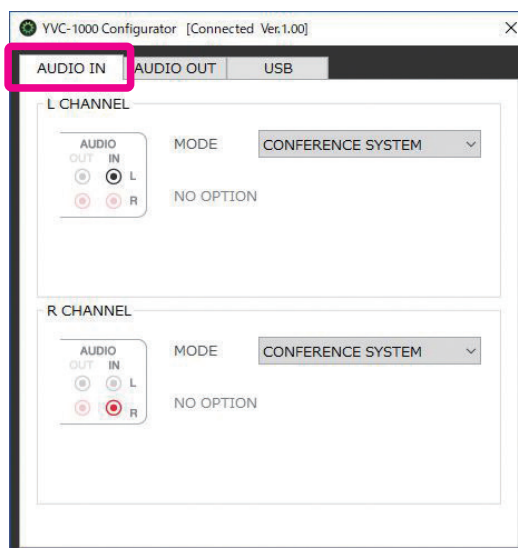 YVC-1000 Configurator [Connected Ver.1.00]
AUDIO IN AUDIO OUT USB
L CHANNEL
AUDIO
OUT IN
L
R
MODE CONFERENCE SYSTEM
NO OPTION
R CHANNEL
AUDIO
OUT IN
L
R
MODE CONFERENCE SYSTEM
NO OPTION